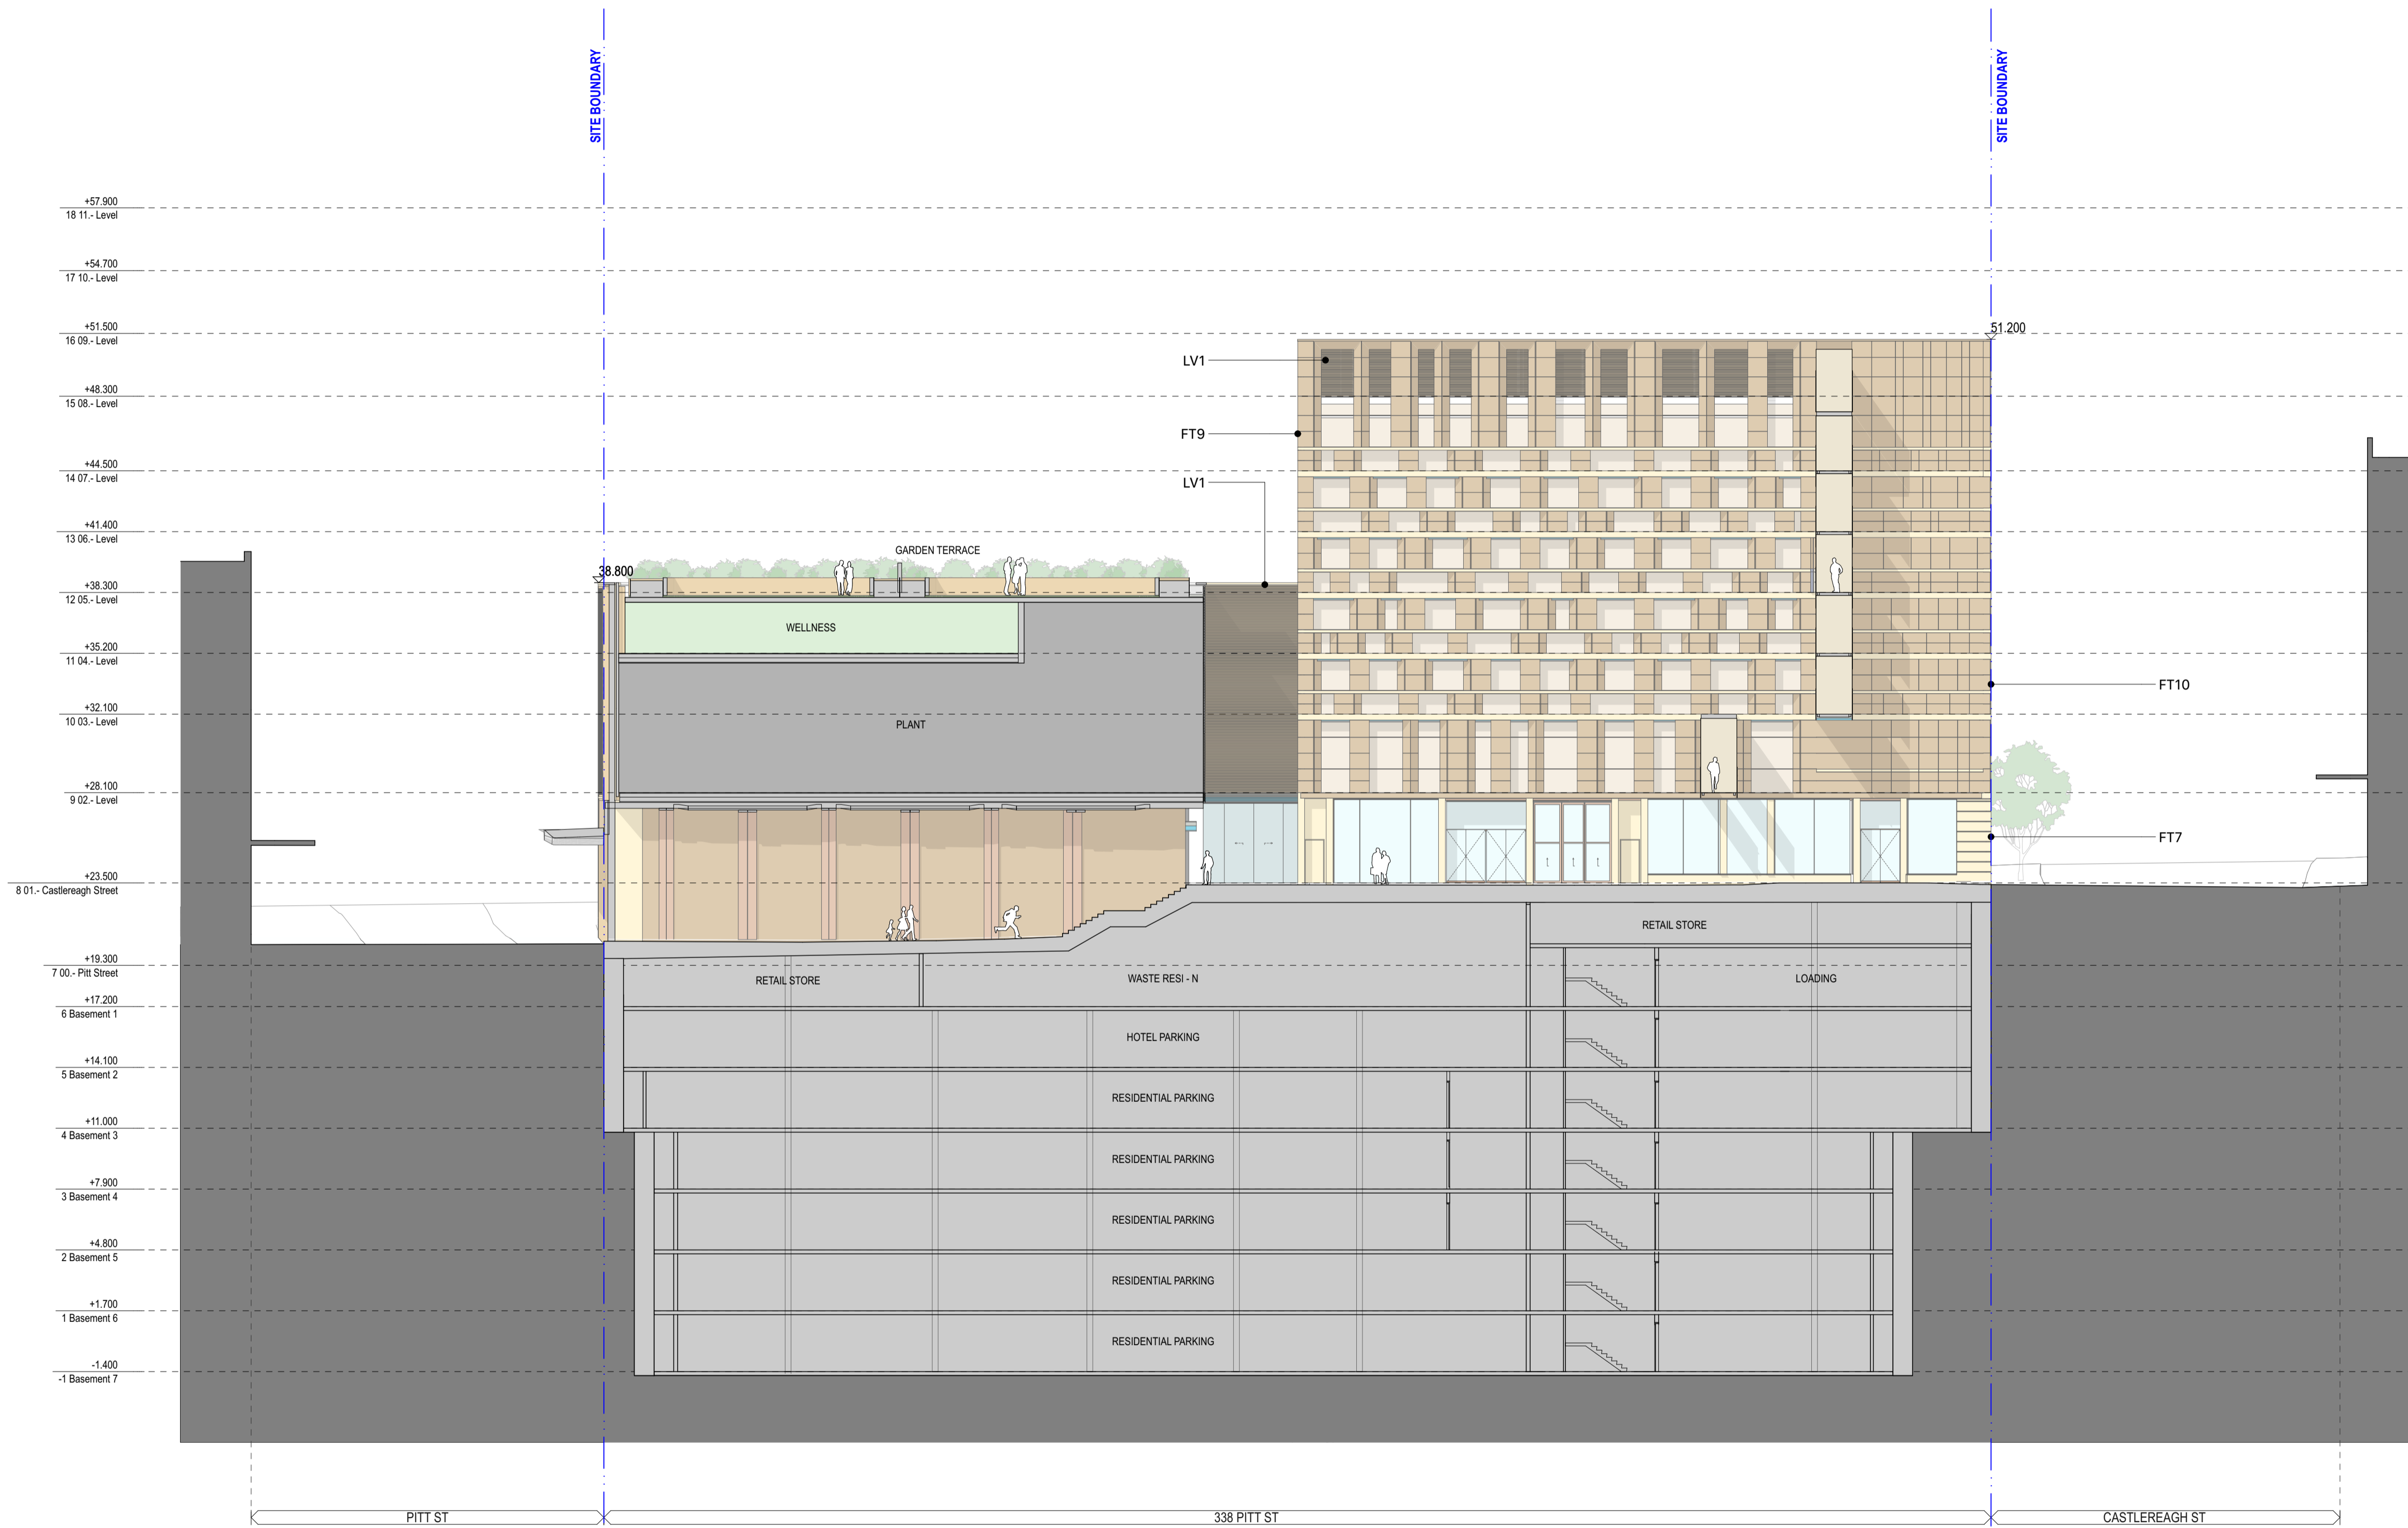 SITE BOUNDARY
SITE BOUNDARY
+57.900
18 11.- Level
+54.700
17 10.- Level
+51.500
16 09.- Level
51.200
LV1
+48.300
15 08.- Level
FT9
+44.500
14 07.- Level
LV1
+41.400
13 06.- Level
GARDEN TERRACE
38.800
+38.300
12 05.- Level
WELLNESS
+35.200
11 04.- Level
FT10
+32.100
10 03.- Level
PLANT
+28.100
9 02.- Level
FT7
+23.500
8 01.- Castlereagh Street
RETAIL STORE
+19.300
7 00.- Pitt Street
RETAIL STORE
WASTE RESI - N
LOADING
+17.200
6 Basement 1
HOTEL PARKING
+14.100
5 Basement 2
RESIDENTIAL PARKING
+11.000
4 Basement 3
RESIDENTIAL PARKING
+7.900
3 Basement 4
RESIDENTIAL PARKING
+4.800
2 Basement 5
RESIDENTIAL PARKING
+1.700
1 Basement 6
RESIDENTIAL PARKING
-1.400
-1 Basement 7
PITT ST
338 PITT ST
CASTLEREAGH ST